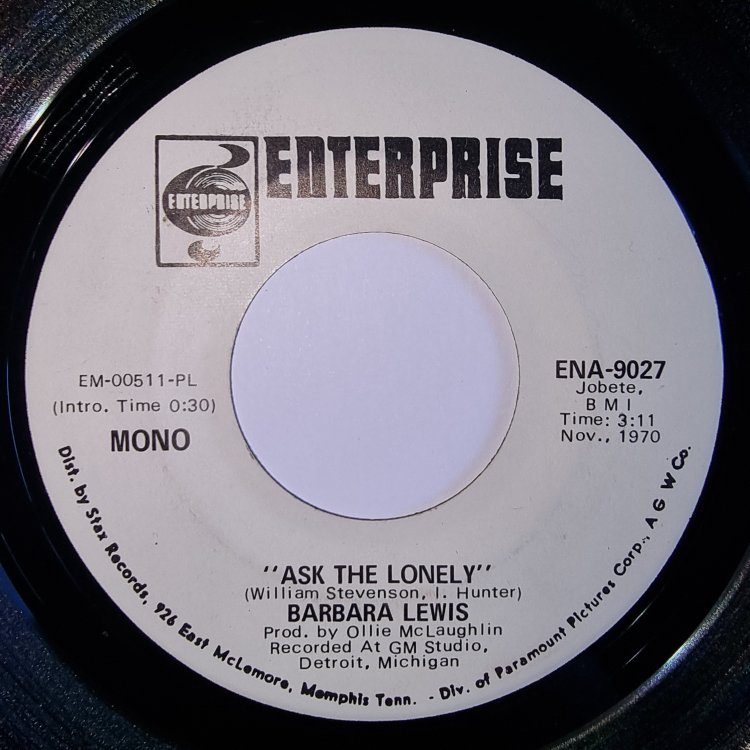 ENTERPRISE
ENTERPRISE
EM-00511-PL
(Intro. Time 0:30)
MONO
ENA-9027
Jobete,
B M I
Time: 3:11
Nov., 1970
"ASK THE LONELY"
(William Stevenson, I. Hunter)
BARBARA LEWIS
Prod. by Ollie McLaughlin
Recorded At GM Studio,
Detroit, Michigan
Dist. by Stax Records, 926 East McLemore, Memphis Tenn. - Div. of Paramount Pictures Corp., A G W Co.